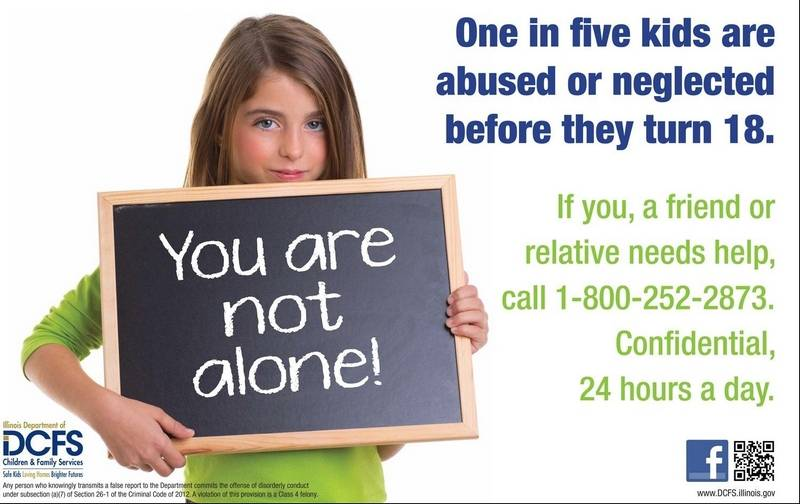 One in five kids are
abused or neglected
before they turn 18.
If you, a friend or
relative needs help,
call 1-800-252-2873.
Confidential,
24 hours a day.
You are
not
alone!
Illinois Department of
DCFS
Children & Family Services
Safe Kids Loving Homes Brighter Futures
Any person who knowingly transmits a false report to the Department commits the offense of disorderly conduct
under subsection (a)(7) of Section 26-1 of the Criminal Code of 2012. A violation of this provision is a Class 4 felony.
f
www.DCFS.illinois.gov